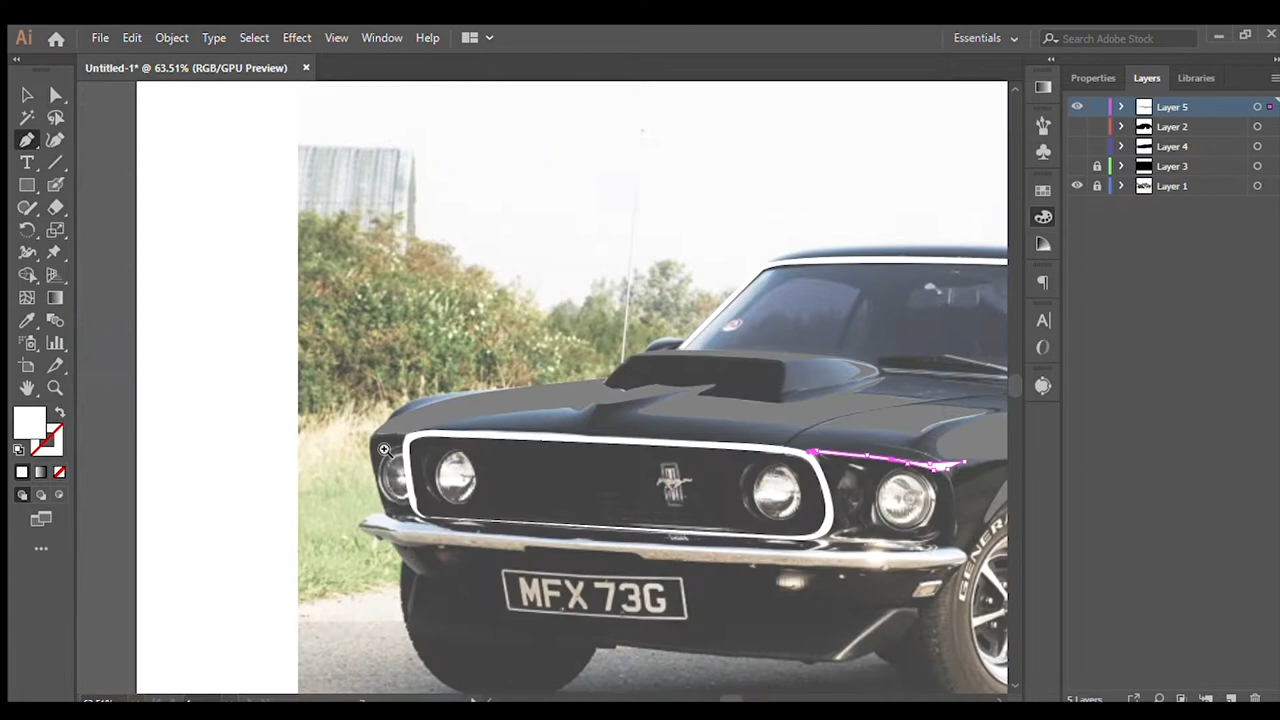 Ai File Edit Object Type Select Effect View Window Help Essentials Search Adobe Stock
Untitled-1* @ 63.51% (RGB/GPU Preview) ×
Properties Layers Libraries
Layer 5
Layer 2
Layer 4
Layer 3
Layer 1
GENER
MFX 73G
5 Layers